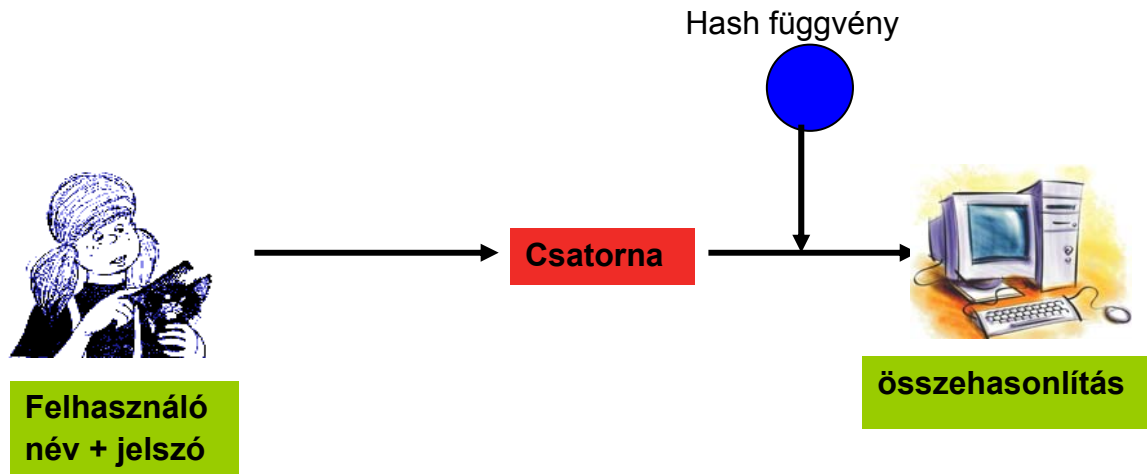 Hash függvény
Csatorna
összehasonlítás
Felhasználó
név + jelszó